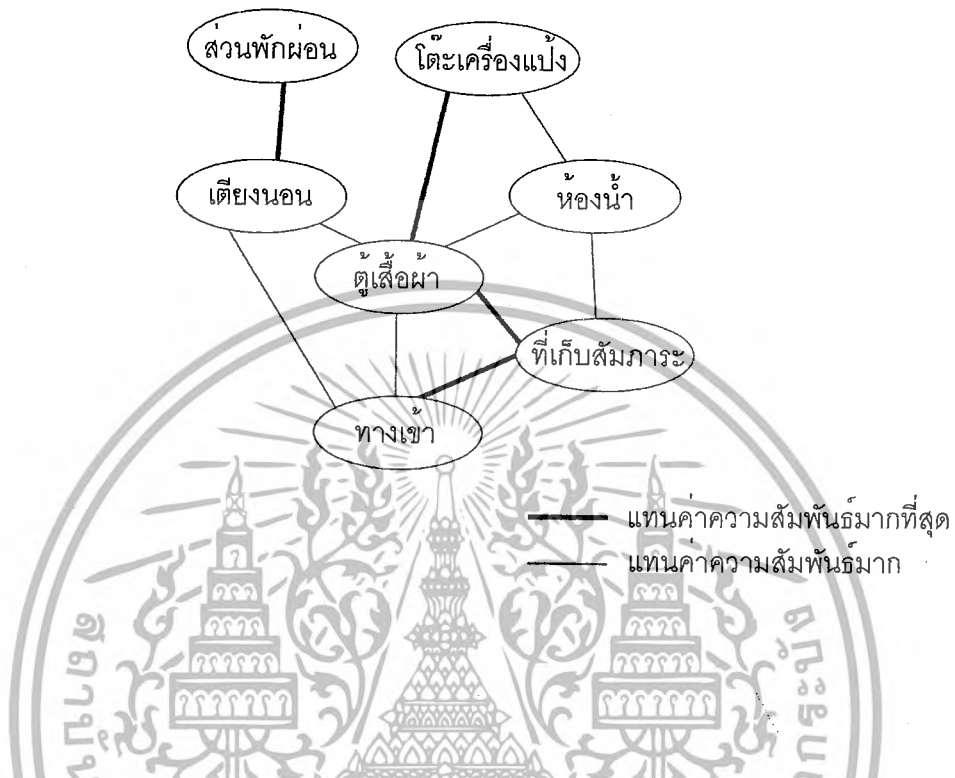 ส่วนพักผ่อน
โต๊ะเครื่องแป้ง
เตียงนอน
ห้องน้ำ
ตู้เสื้อผ้า
ที่เก็บสัมภาระ
ทางเข้า
แทนค่าความสัมพันธ์มากที่สุด
แทนค่าความสัมพันธ์มาก